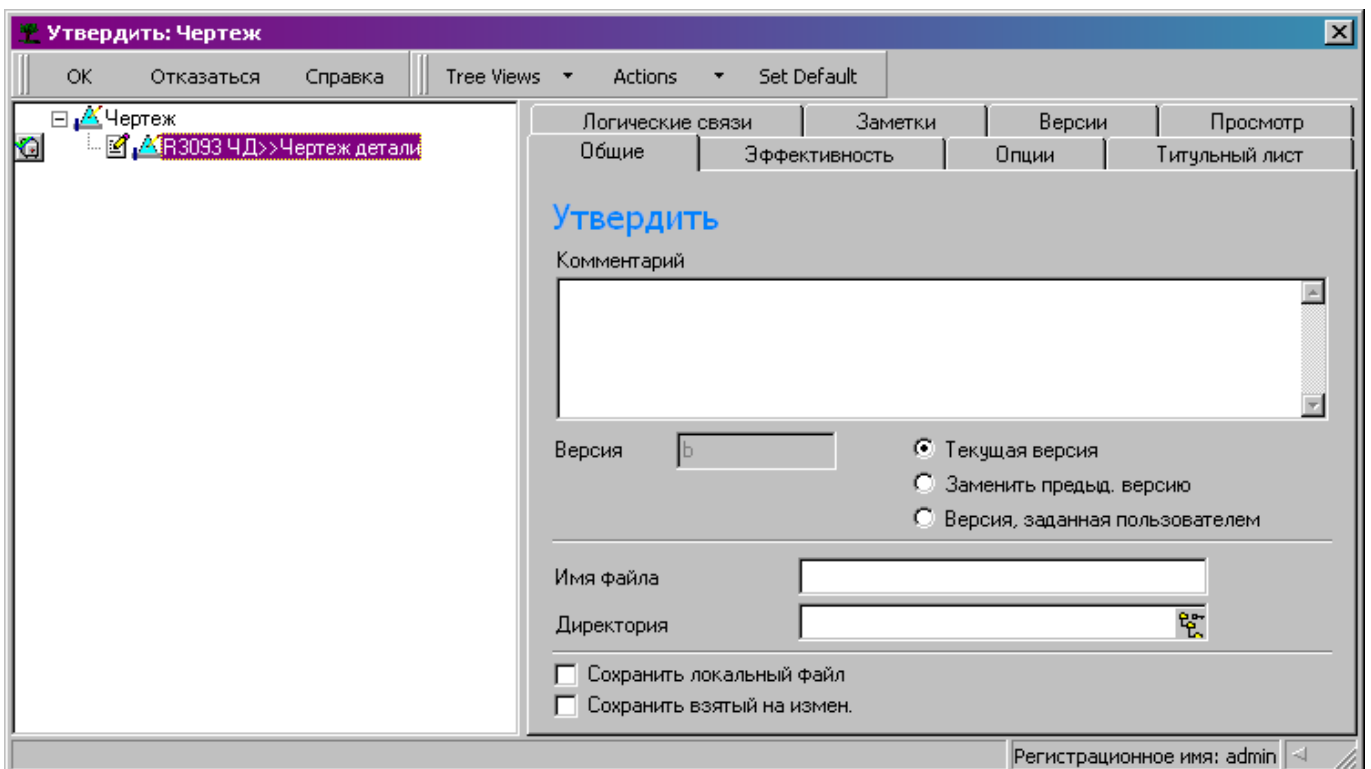 Утвердить: Чертеж
ОК Отказаться Справка Tree Views Actions Set Default
Чертеж
R3093 ЧД>>Чертеж детали
Логические связи Заметки Версии Просмотр
Общие Эффективность Опции Титульный лист
Утвердить
Комментарий
Версия b
Текущая версия
Заменить предыд. версию
Версия, заданная пользователем
Имя файла
Директория
Сохранить локальный файл
Сохранить взятый на измен.
Регистрационное имя: admin